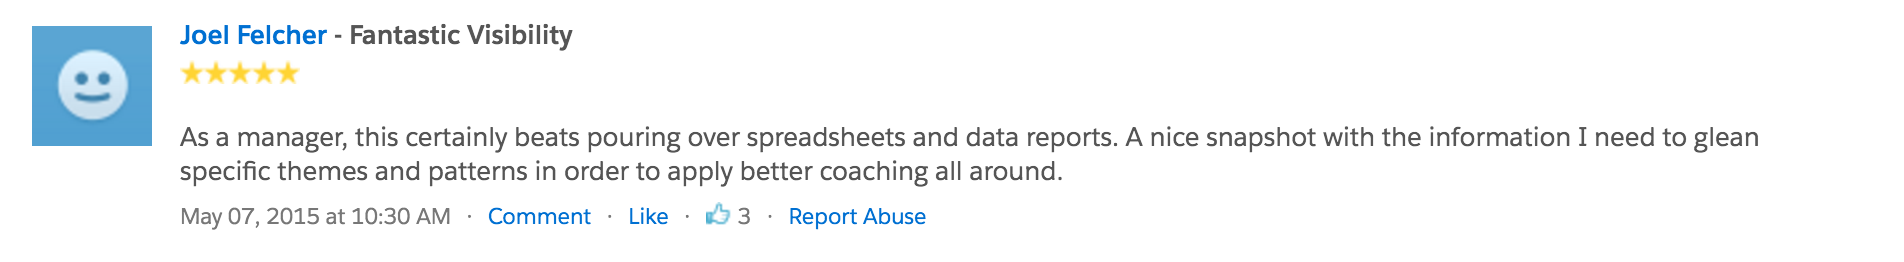 Joel Felcher - Fantastic Visibility
As a manager, this certainly beats pouring over spreadsheets and data reports. A nice snapshot with the information I need to glean
specific themes and patterns in order to apply better coaching all around.
May 07, 2015 at 10:30 AM · Comment · Like · 3 · Report Abuse